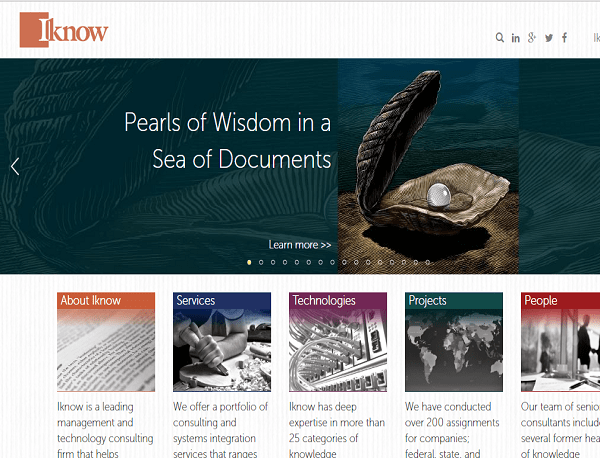 Iknow
Ik
Pearls of Wisdom in a
Sea of Documents
Learn more >>
About Iknow
Services
Technologies
Projects
People
Iknow is a leading
management and
technology consulting
firm that helps
We offer a portfolio of
consulting and
systems integration
services that ranges
Iknow has deep
expertise in more than
25 categories of
knowledge
We have conducted
over 200 assignments
for companies;
federal, state, and
Our team of senio
consultants include
several former hea
of knowledge